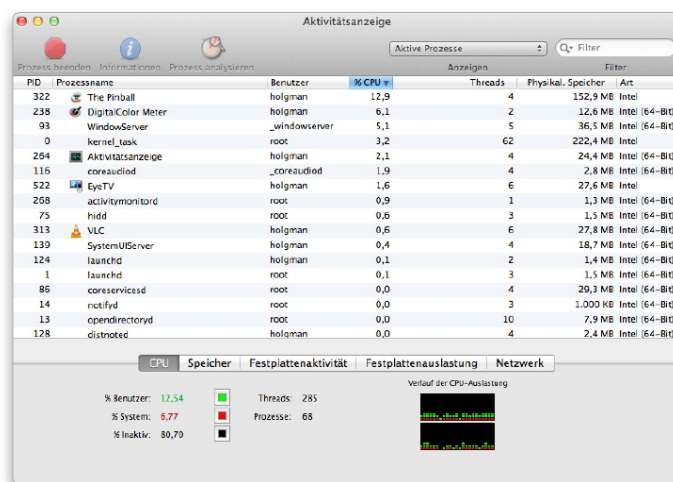 Aktivitätsanzeige
Prozess beenden Informationen Prozess analysieren Aktive Prozesse Filter
Anzeigen Filter
PID Prozessname Benutzer % CPU Threads Physikal. Speicher Art
322 The Pinball holgman 12,9 4 152,9 MB Intel
238 DigitalColor Meter holgman 6,1 2 12,6 MB Intel (64-Bit)
93 WindowServer _windowserver 5,1 5 36,5 MB Intel (64-Bit)
0 kernel_task root 3,2 62 222,4 MB Intel
264 Aktivitätsanzeige holgman 2,1 4 24,4 MB Intel (64-Bit)
116 coreaudiod _coreaudiod 1,9 4 2,8 MB Intel (64-Bit)
522 EyeTV holgman 1,6 6 27,6 MB Intel
268 activitymonitord root 0,9 1 1,3 MB Intel (64-Bit)
75 hidd root 0,6 3 1,5 MB Intel (64-Bit)
313 VLC holgman 0,6 6 27,8 MB Intel (64-Bit)
139 SystemUIServer holgman 0,4 4 18,7 MB Intel (64-Bit)
124 launchd holgman 0,1 2 1,4 MB Intel (64-Bit)
1 launchd root 0,1 3 1,5 MB Intel (64-Bit)
86 coreservicesd root 0,0 4 29,3 MB Intel (64-Bit)
14 notifyd root 0,0 3 1.000 KB Intel (64-Bit)
13 opendirectoryd root 0,0 10 7,9 MB Intel (64-Bit)
128 distnoted holgman 0,0 4 2,4 MB Intel (64-Bit)
CPU Speicher Festplattenaktivität Festplattenauslastung Netzwerk
Verlauf der CPU-Auslastung
% Benutzer: 12,54 Threads: 285
% System: 6,77 Prozesse: 68
% Inaktiv: 80,70